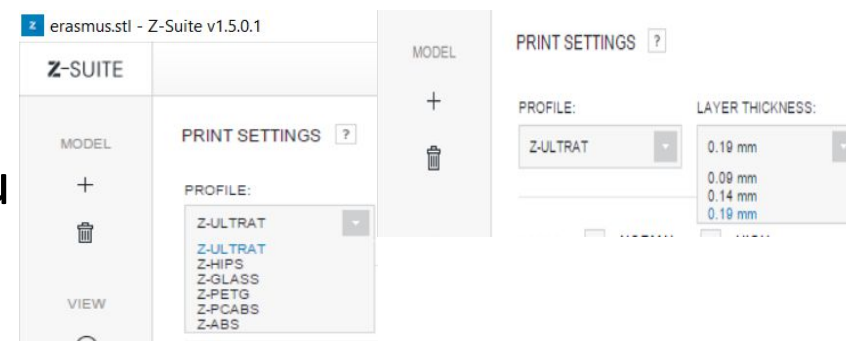 erasmus.stl - Z-Suite v1.5.0.1
Z-SUITE
MODEL
PRINT SETTINGS ?
+
PROFILE:
Z-ULTRAT
Z-ULTRAT
Z-HIPS
Z-GLASS
Z-PETG
Z-PCABS
Z-ABS
VIEW
MODEL
PRINT SETTINGS ?
+
PROFILE:
LAYER THICKNESS:
Z-ULTRAT
0.19 mm
0.09 mm
0.14 mm
0.19 mm